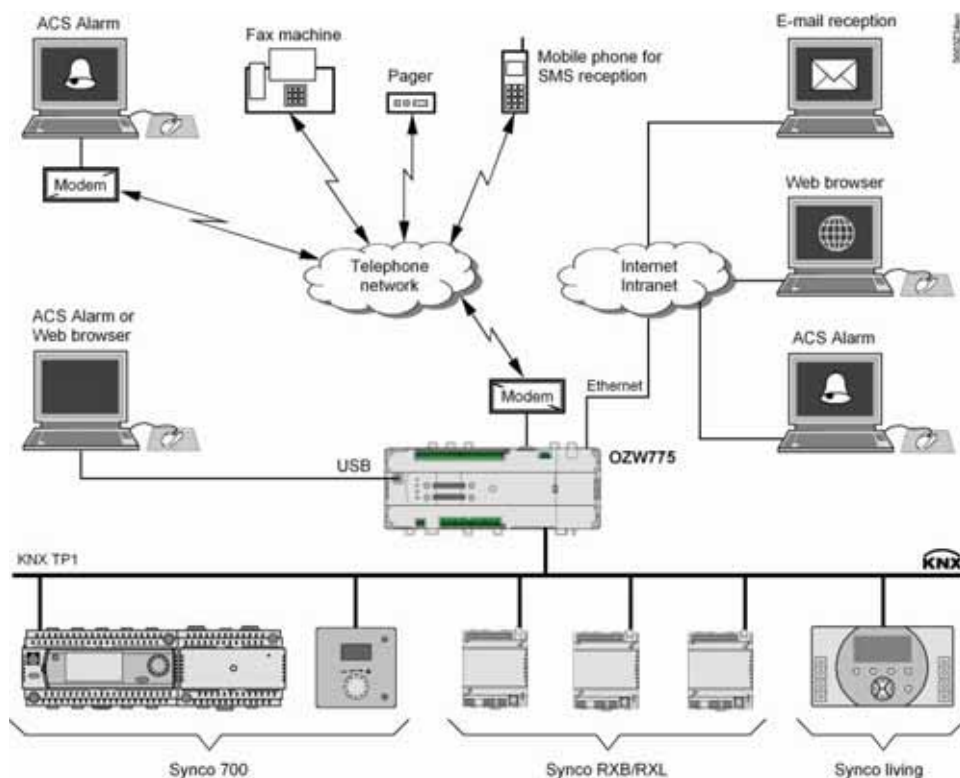 ACS Alarm
Fax machine
Pager
Mobile phone for
SMS reception
E-mail reception
Modem
Telephone
network
Internet
Intranet
Web browser
ACS Alarm or
Web browser
ACS Alarm
Modem
Ethernet
OZW775
USB
KNX TP1
KNX
Synco 700
Synco RXB/RXL
Synco living